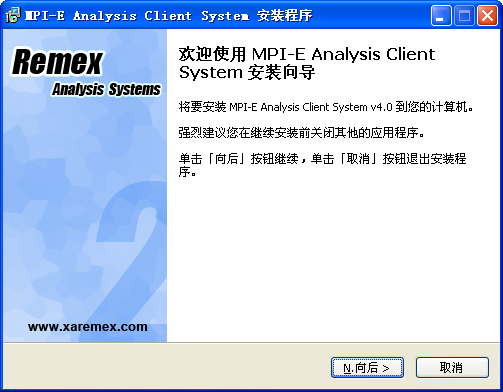 MPI-E Analysis Client System 安装程序
Remex
Analysis Systems
欢迎使用 MPI-E Analysis Client
System 安装向导
将要安装 MPI-E Analysis Client System v4.0 到您的计算机。
强烈建议您在继续安装前关闭其他的应用程序。
单击「向后」按钮继续，单击「取消」按钮退出安装程
序。
2
www.xaremex.com
N.向后 >
取消